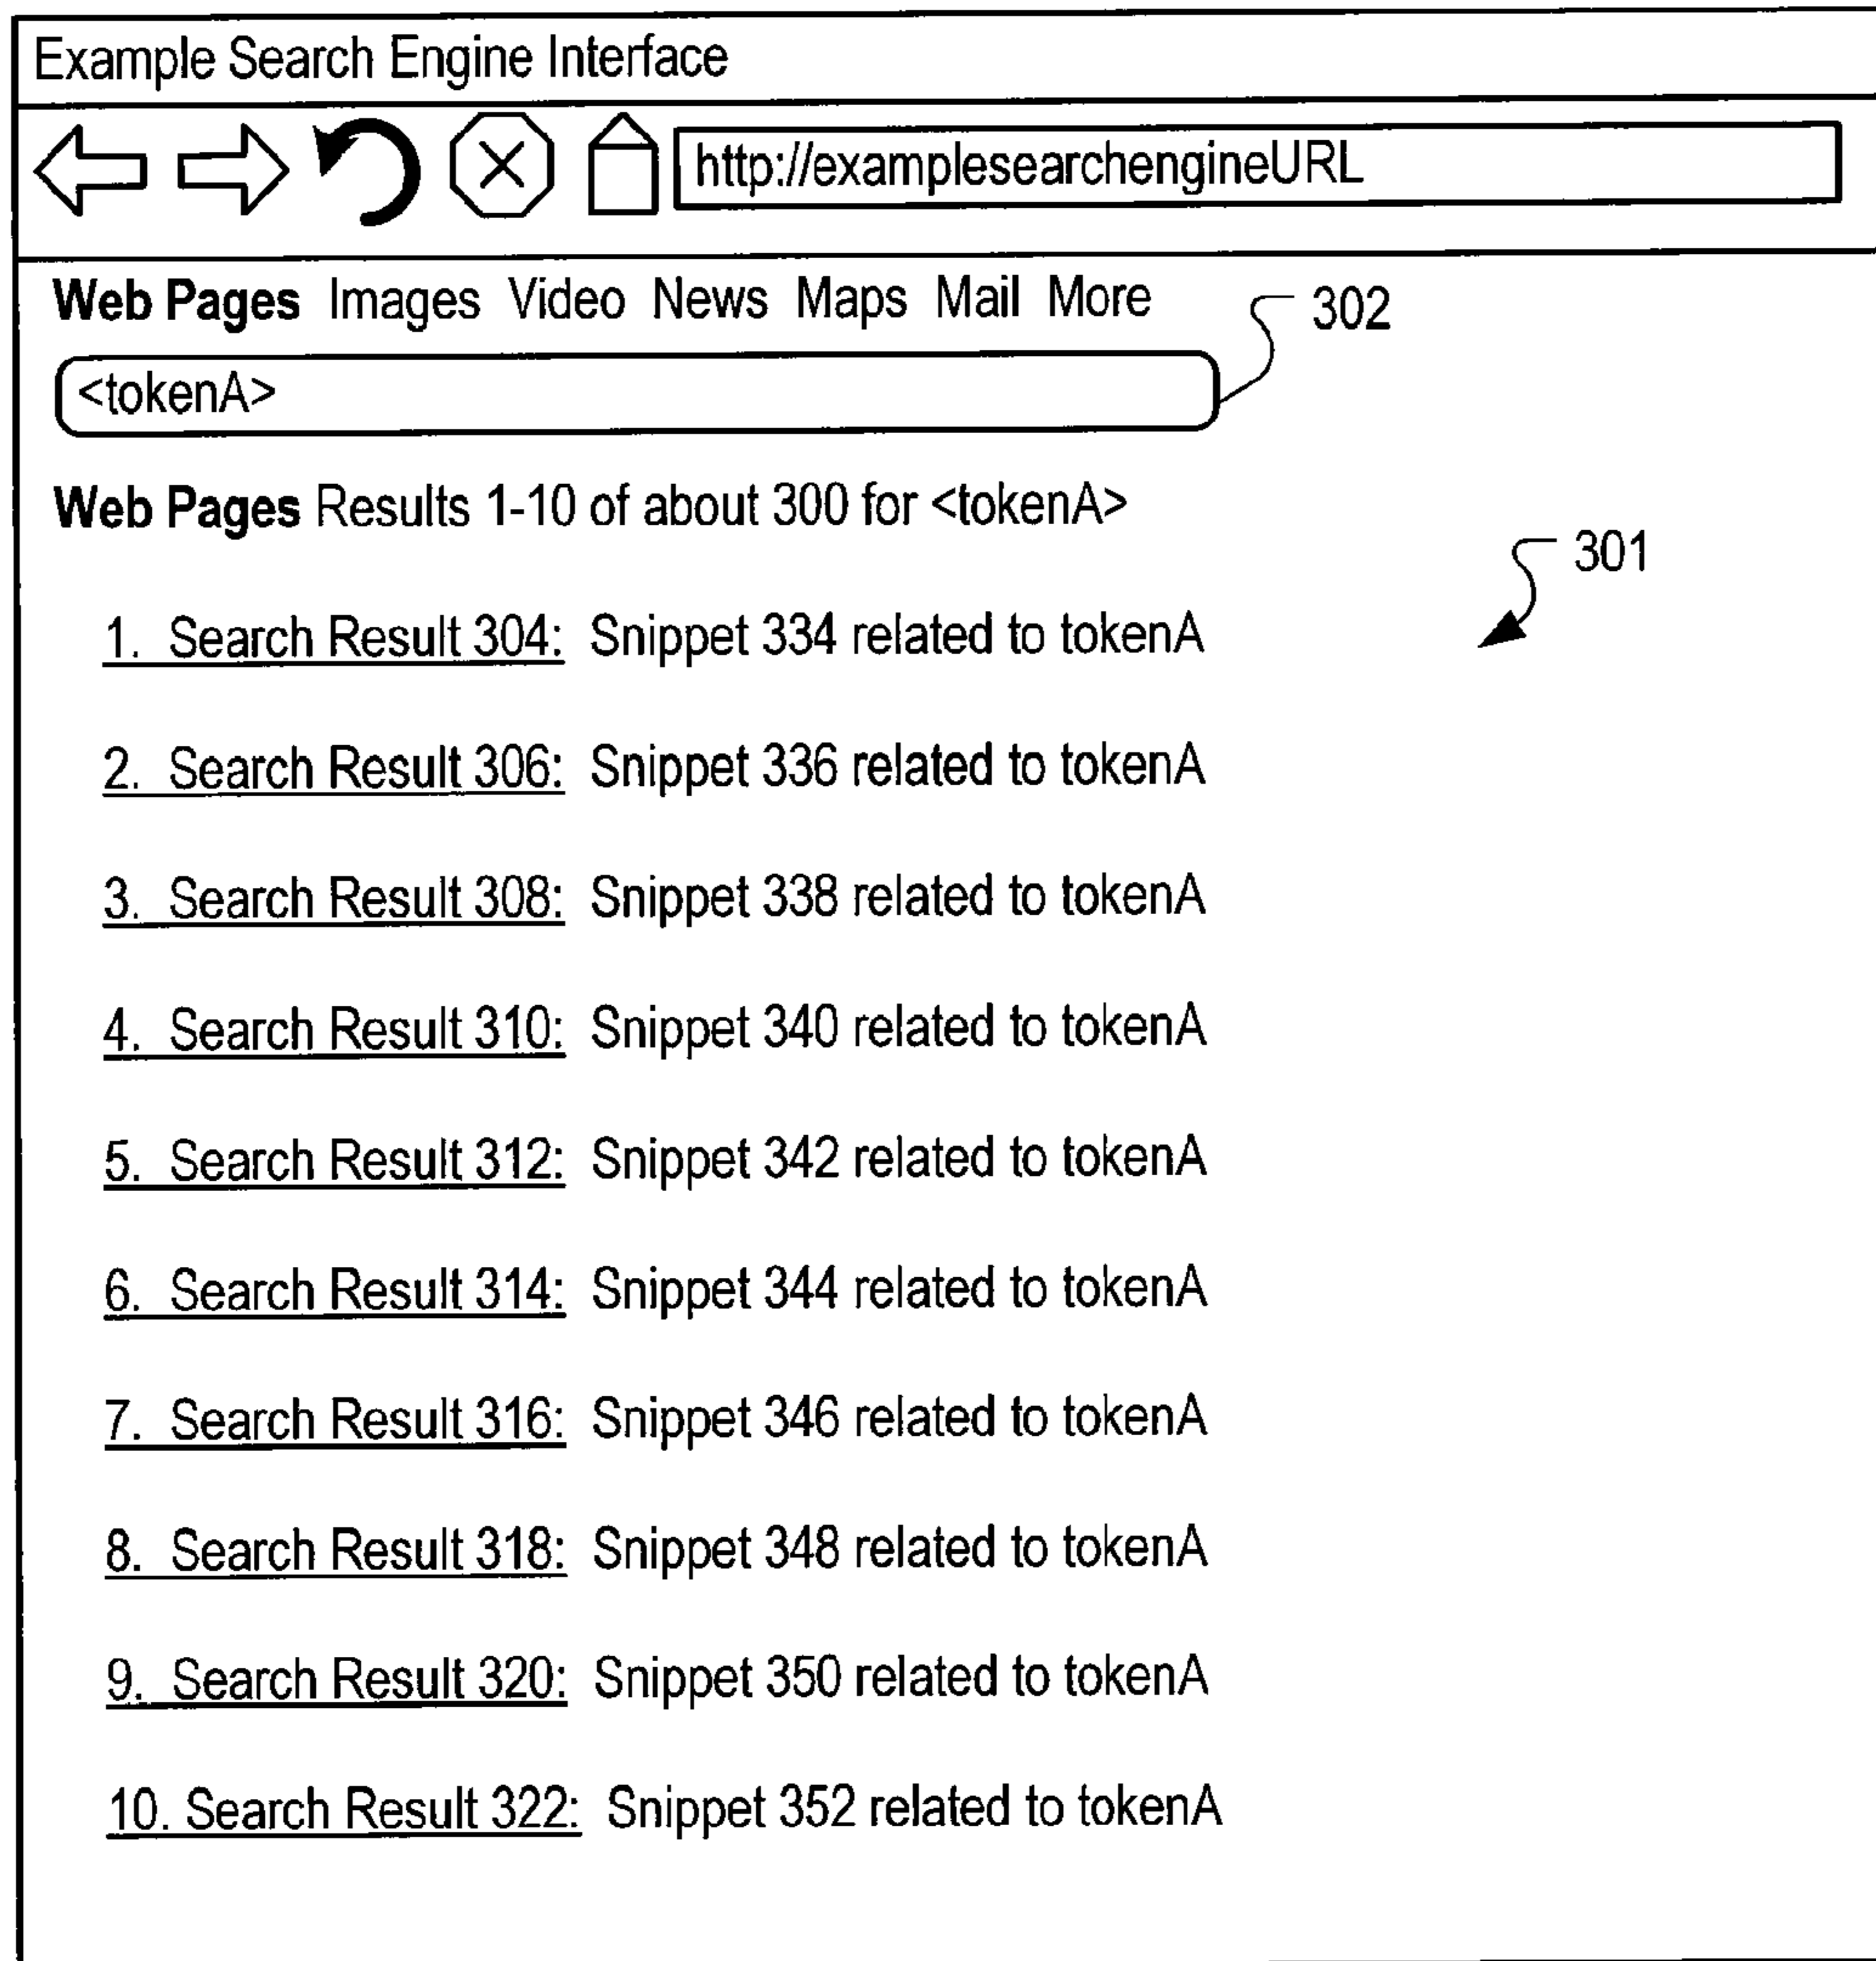 Example Search Engine Interface
http://examplesearchengineURL
Web Pages Images Video News Maps Mail More
302
<tokenA>
Web Pages Results 1-10 of about 300 for <tokenA>
301
1. Search Result 304: Snippet 334 related to tokenA
2. Search Result 306: Snippet 336 related to tokenA
3. Search Result 308: Snippet 338 related to tokenA
4. Search Result 310: Snippet 340 related to tokenA
5. Search Result 312: Snippet 342 related to tokenA
6. Search Result 314: Snippet 344 related to tokenA
7. Search Result 316: Snippet 346 related to tokenA
8. Search Result 318: Snippet 348 related to tokenA
9. Search Result 320: Snippet 350 related to tokenA
10. Search Result 322: Snippet 352 related to tokenA